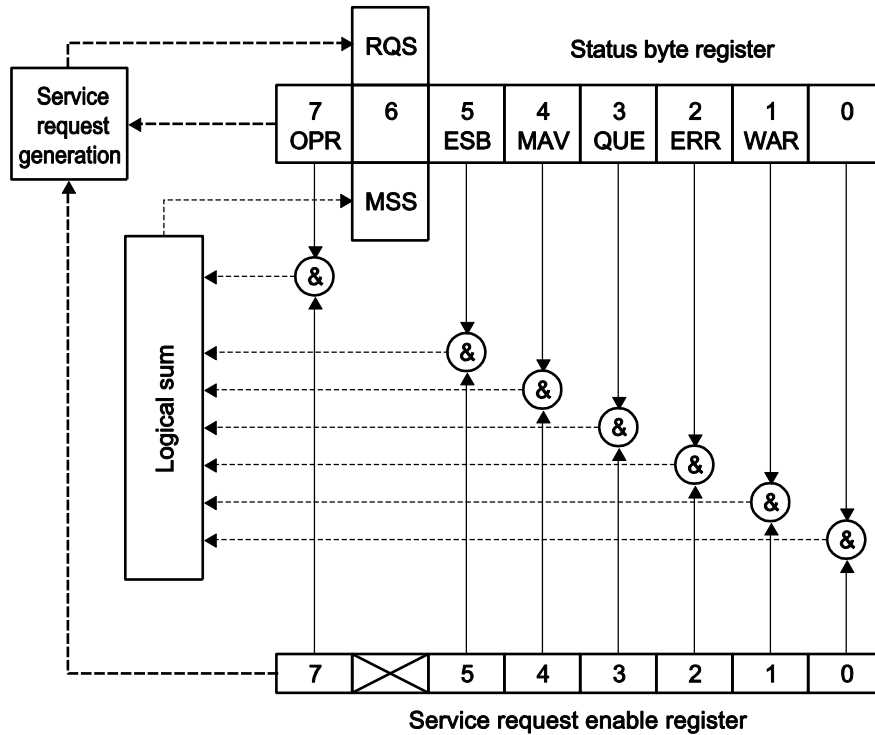 RQS
Status byte register
Service
request
generation
7 6 5 4 3 2 1 0
OPR ESB MAV QUE ERR WAR
MSS
&
&
&
&
&
&
&
Logical sum
7 5 4 3 2 1 0
Service request enable register